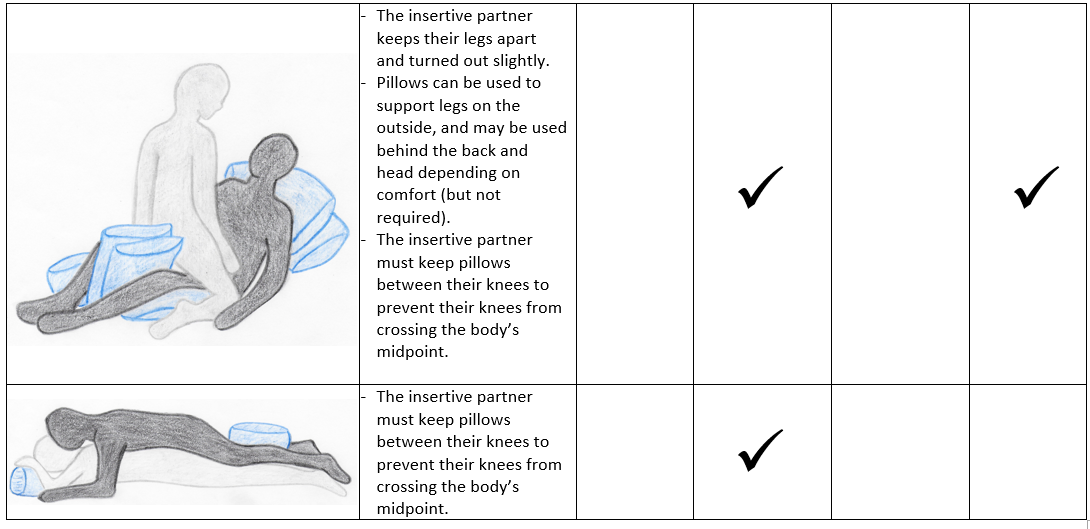 - The insertive partner
keeps their legs apart
and turned out slightly.
- Pillows can be used to
support legs on the
outside, and may be used
behind the back and
head depending on
comfort (but not
required).
- The insertive partner
must keep pillows
between their knees to
prevent their knees from
crossing the body’s
midpoint.
✓ ✓
- The insertive partner
must keep pillows
between their knees to
prevent their knees from
crossing the body’s
midpoint.
✓